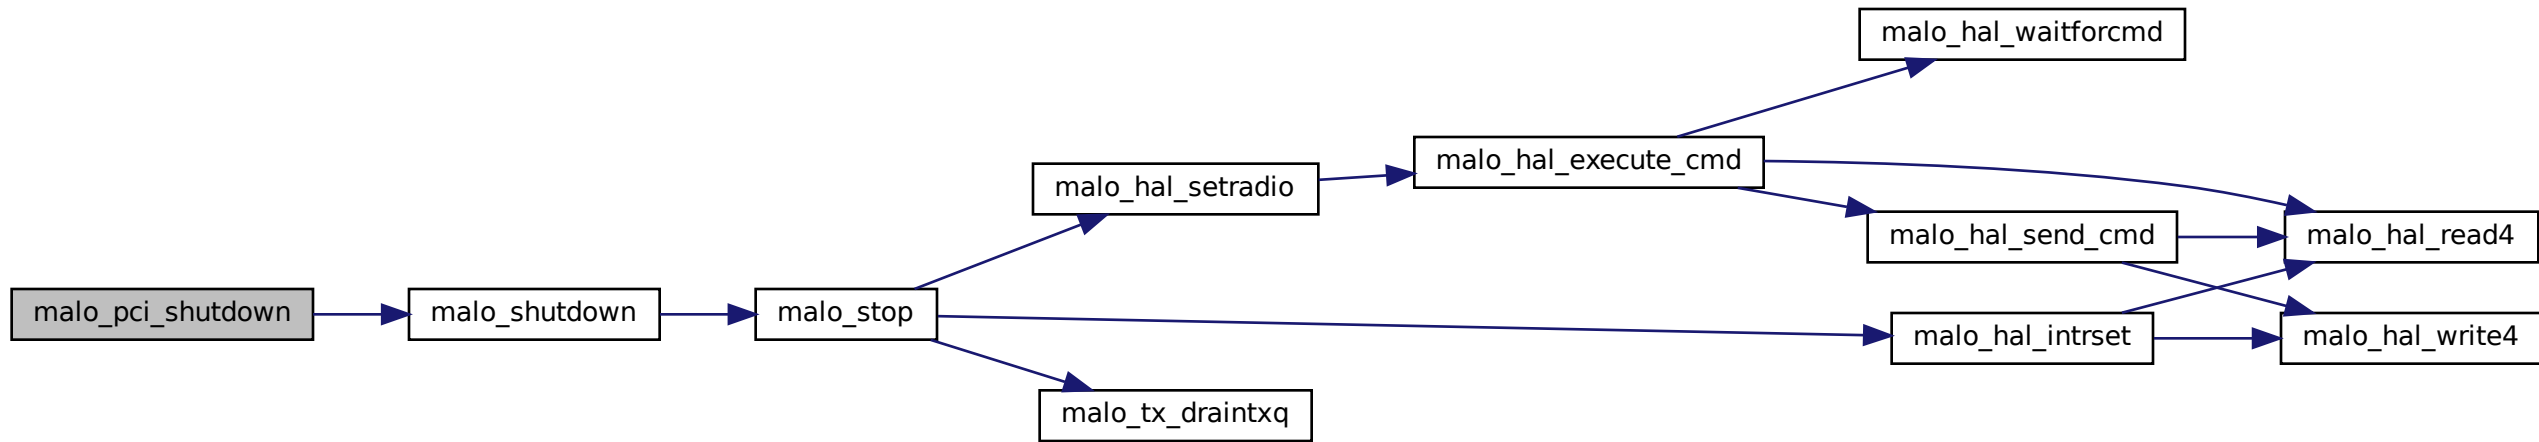 malo_pci_shutdown
malo_shutdown
malo_stop
malo_hal_setradio
malo_hal_execute_cmd
malo_hal_waitforcmd
malo_hal_send_cmd
malo_hal_read4
malo_hal_intrset
malo_hal_write4
malo_tx_draintxq